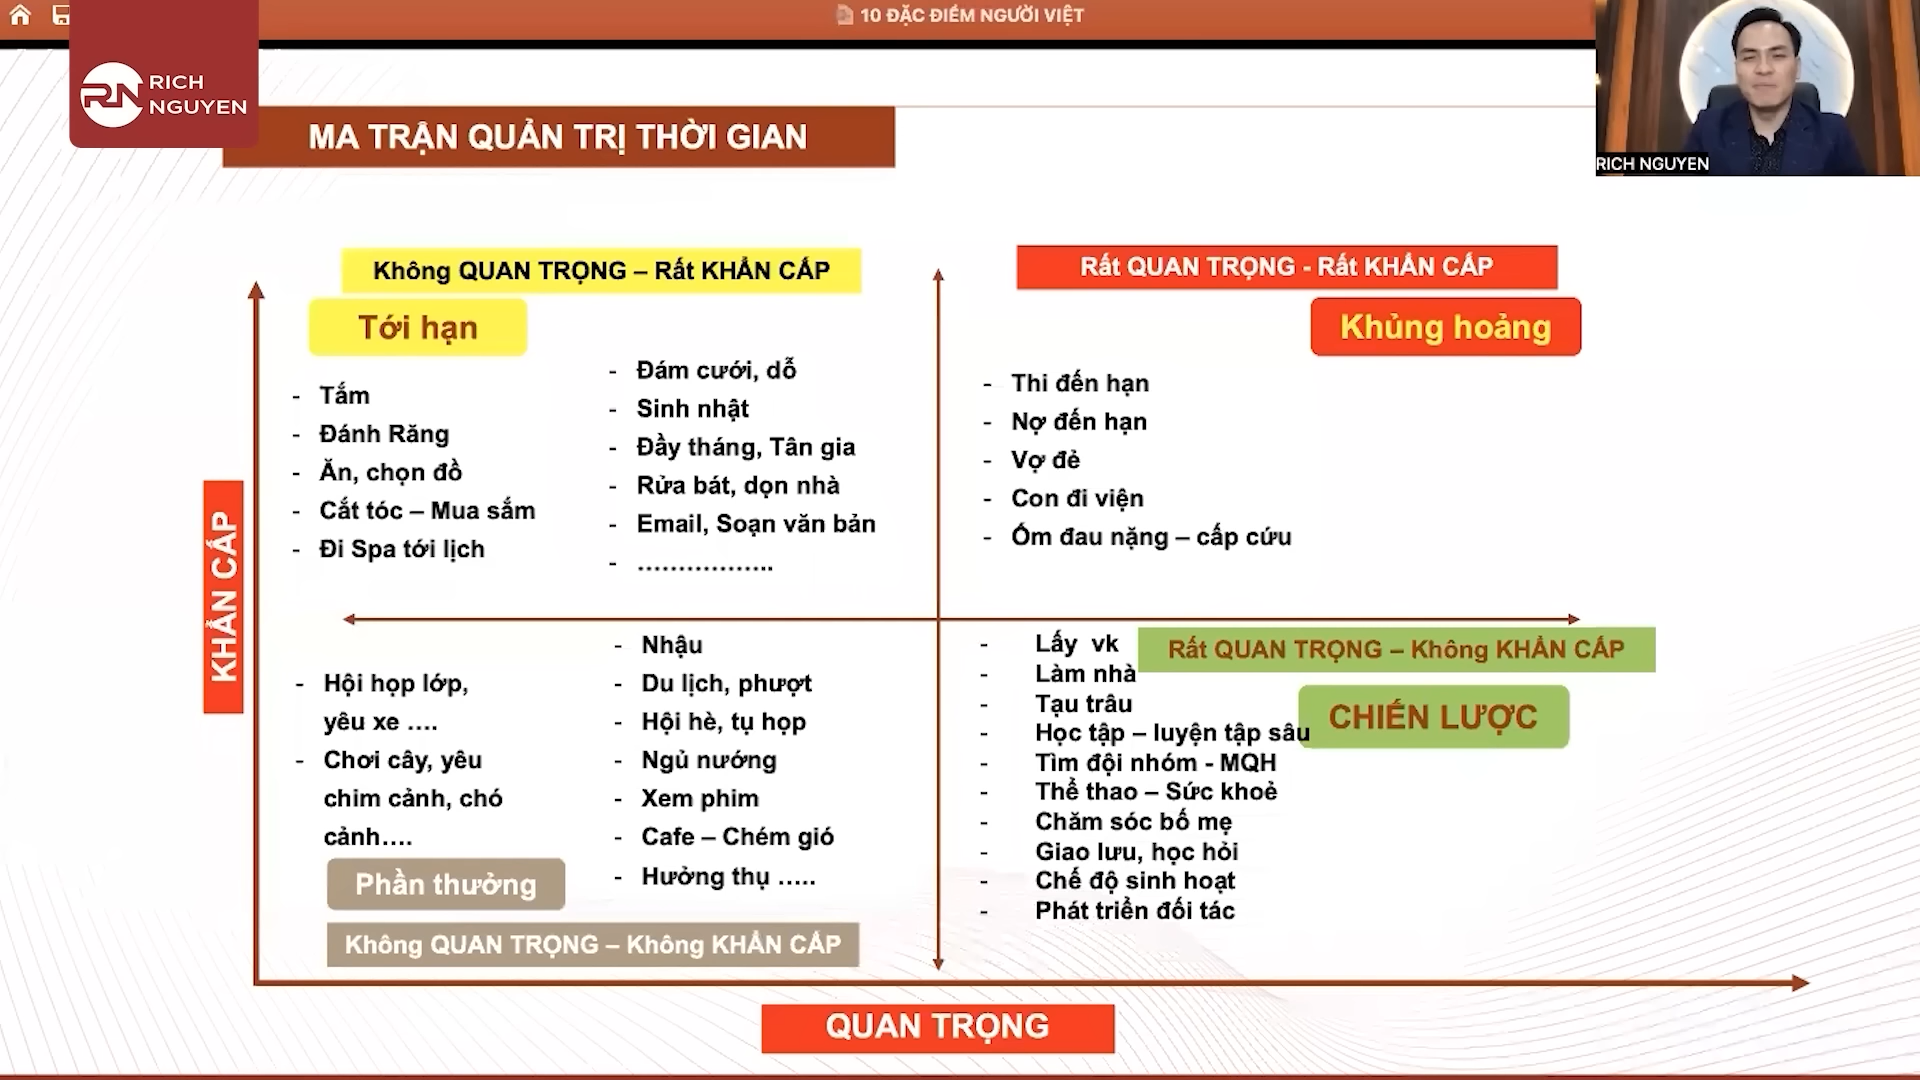 10 ĐẶC ĐIỂM NGƯỜI VIỆT
RICH
NGUYEN
RICH NGUYEN
MA TRẬN QUẢN TRỊ THỜI GIAN
Không QUAN TRỌNG – Rất KHẨN CẤP
Tới hạn
- Tắm
- Đánh Răng
- Ăn, chọn đồ
- Cắt tóc – Mua sắm
- Đi Spa tới lịch
- Đám cưới, dỗ
- Sinh nhật
- Đầy tháng, Tân gia
- Rửa bát, dọn nhà
- Email, Soạn văn bản
- ……………..
Rất QUAN TRỌNG - Rất KHẨN CẤP
Khủng hoảng
- Thi đến hạn
- Nợ đến hạn
- Vợ đẻ
- Con đi viện
- Ốm đau nặng – cấp cứu
KHẨN CẤP
- Hội họp lớp,
yêu xe ….
- Chơi cây, yêu
chim cảnh, chó
cảnh….
- Nhậu
- Du lịch, phượt
- Hội hè, tụ họp
- Ngủ nướng
- Xem phim
- Cafe – Chém gió
- Hưởng thụ …..
Phần thưởng
Không QUAN TRỌNG – Không KHẨN CẤP
Rất QUAN TRỌNG – Không KHẨN CẤP
CHIẾN LƯỢC
- Lấy vk
- Làm nhà
- Tạu trâu
- Học tập – luyện tập sâu
- Tìm đội nhóm - MQH
- Thể thao – Sức khoẻ
- Chăm sóc bố mẹ
- Giao lưu, học hỏi
- Chế độ sinh hoạt
- Phát triển đối tác
QUAN TRỌNG